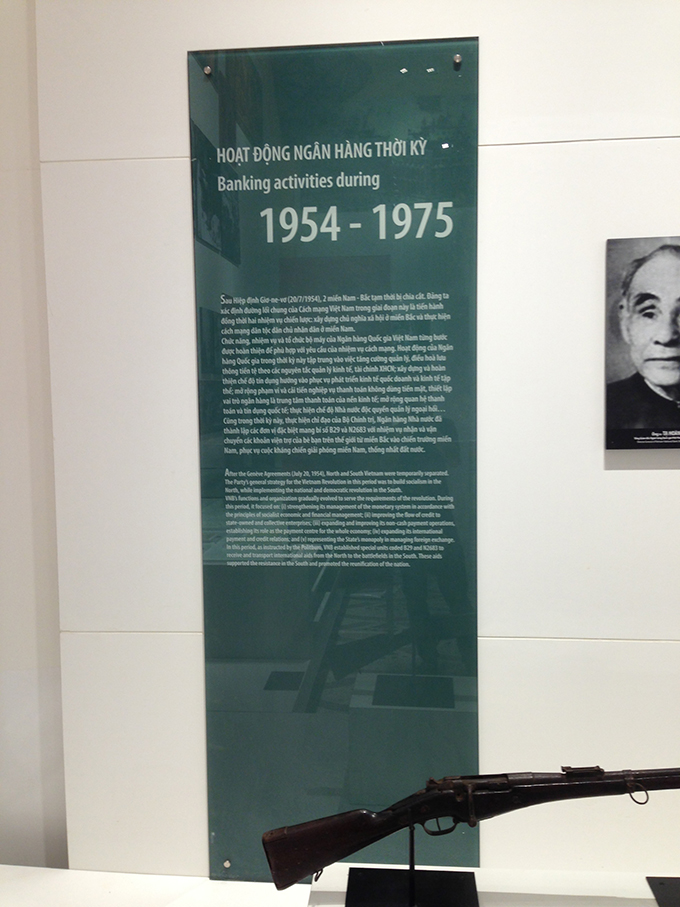 HOẠT ĐỘNG NGÂN HÀNG THỜI KỲ
Banking activities during
1954 - 1975
Sau Hiệp định Giơ-ne-vơ (20/7/1954), 2 miền Nam - Bắc tạm thời bị chia cắt. Đảng ta
xác định đường lối chung của Cách mạng Việt Nam trong giai đoạn này là tiến hành
đồng thời hai nhiệm vụ chiến lược: xây dựng chủ nghĩa xã hội ở miền Bắc và thực hiện
cách mạng dân tộc dân chủ nhân dân ở miền Nam.
Chức năng, nhiệm vụ và tổ chức bộ máy của Ngân hàng Quốc gia Việt Nam từng bước
được hoàn thiện để phù hợp với yêu cầu của nhiệm vụ cách mạng. Hoạt động của Ngân
hàng Quốc gia trong thời kỳ này tập trung vào việc tăng cường quản lý, điều hoà lưu
thông tiền tệ theo các nguyên tắc quản lý kinh tế, tài chính XHCN; xây dựng và hoàn
thiện chế độ tín dụng hướng vào phục vụ phát triển kinh tế quốc doanh và kinh tế tập
thể; mở rộng phạm vi và cải tiến nghiệp vụ thanh toán không dùng tiền mặt, thiết lập
vai trò ngân hàng là trung tâm thanh toán của nền kinh tế; mở rộng quan hệ thanh
toán và tín dụng quốc tế; thực hiện chế độ Nhà nước độc quyền quản lý ngoại hối….
Cũng trong thời kỳ này, thực hiện chỉ đạo của Bộ Chính trị, Ngân hàng Nhà nước đã
thành lập các đơn vị đặc biệt mang bí số B29 và N2683 với nhiệm vụ nhận và vận
chuyển các khoản viện trợ của bè bạn trên thế giới từ miền Bắc vào chiến trường miền
Nam, phục vụ cuộc kháng chiến giải phóng miền Nam, thống nhất đất nước.
After the Genève Agreements (July 20, 1954), North and South Vietnam were temporarily separated.
The Party's general strategy for the Vietnam Revolution in this period was to build socialism in the
North, while implementing the national and democratic revolution in the South.
VNB's functions and organization gradually evolved to serve the requirements of the revolution. During
this period, it focused on: (i) strengthening its management of the monetary system in accordance with
the principles of socialist economic and financial management; (ii) improving the flow of credit to
state-owned and collective enterprises; (iii) expanding and improving its non-cash payment operations,
establishing its role as the payment centre for the whole economy; (iv) expanding its international
payment and credit relations; and (v) representing the State's monopoly in managing foreign exchange.
In this period, as instructed by the Politburo, VNB established special units coded B29 and N2683 to
receive and transport international aids from the North to the battlefields in the South. These aids
supported the resistance in the South and promoted the reunification of the nation.